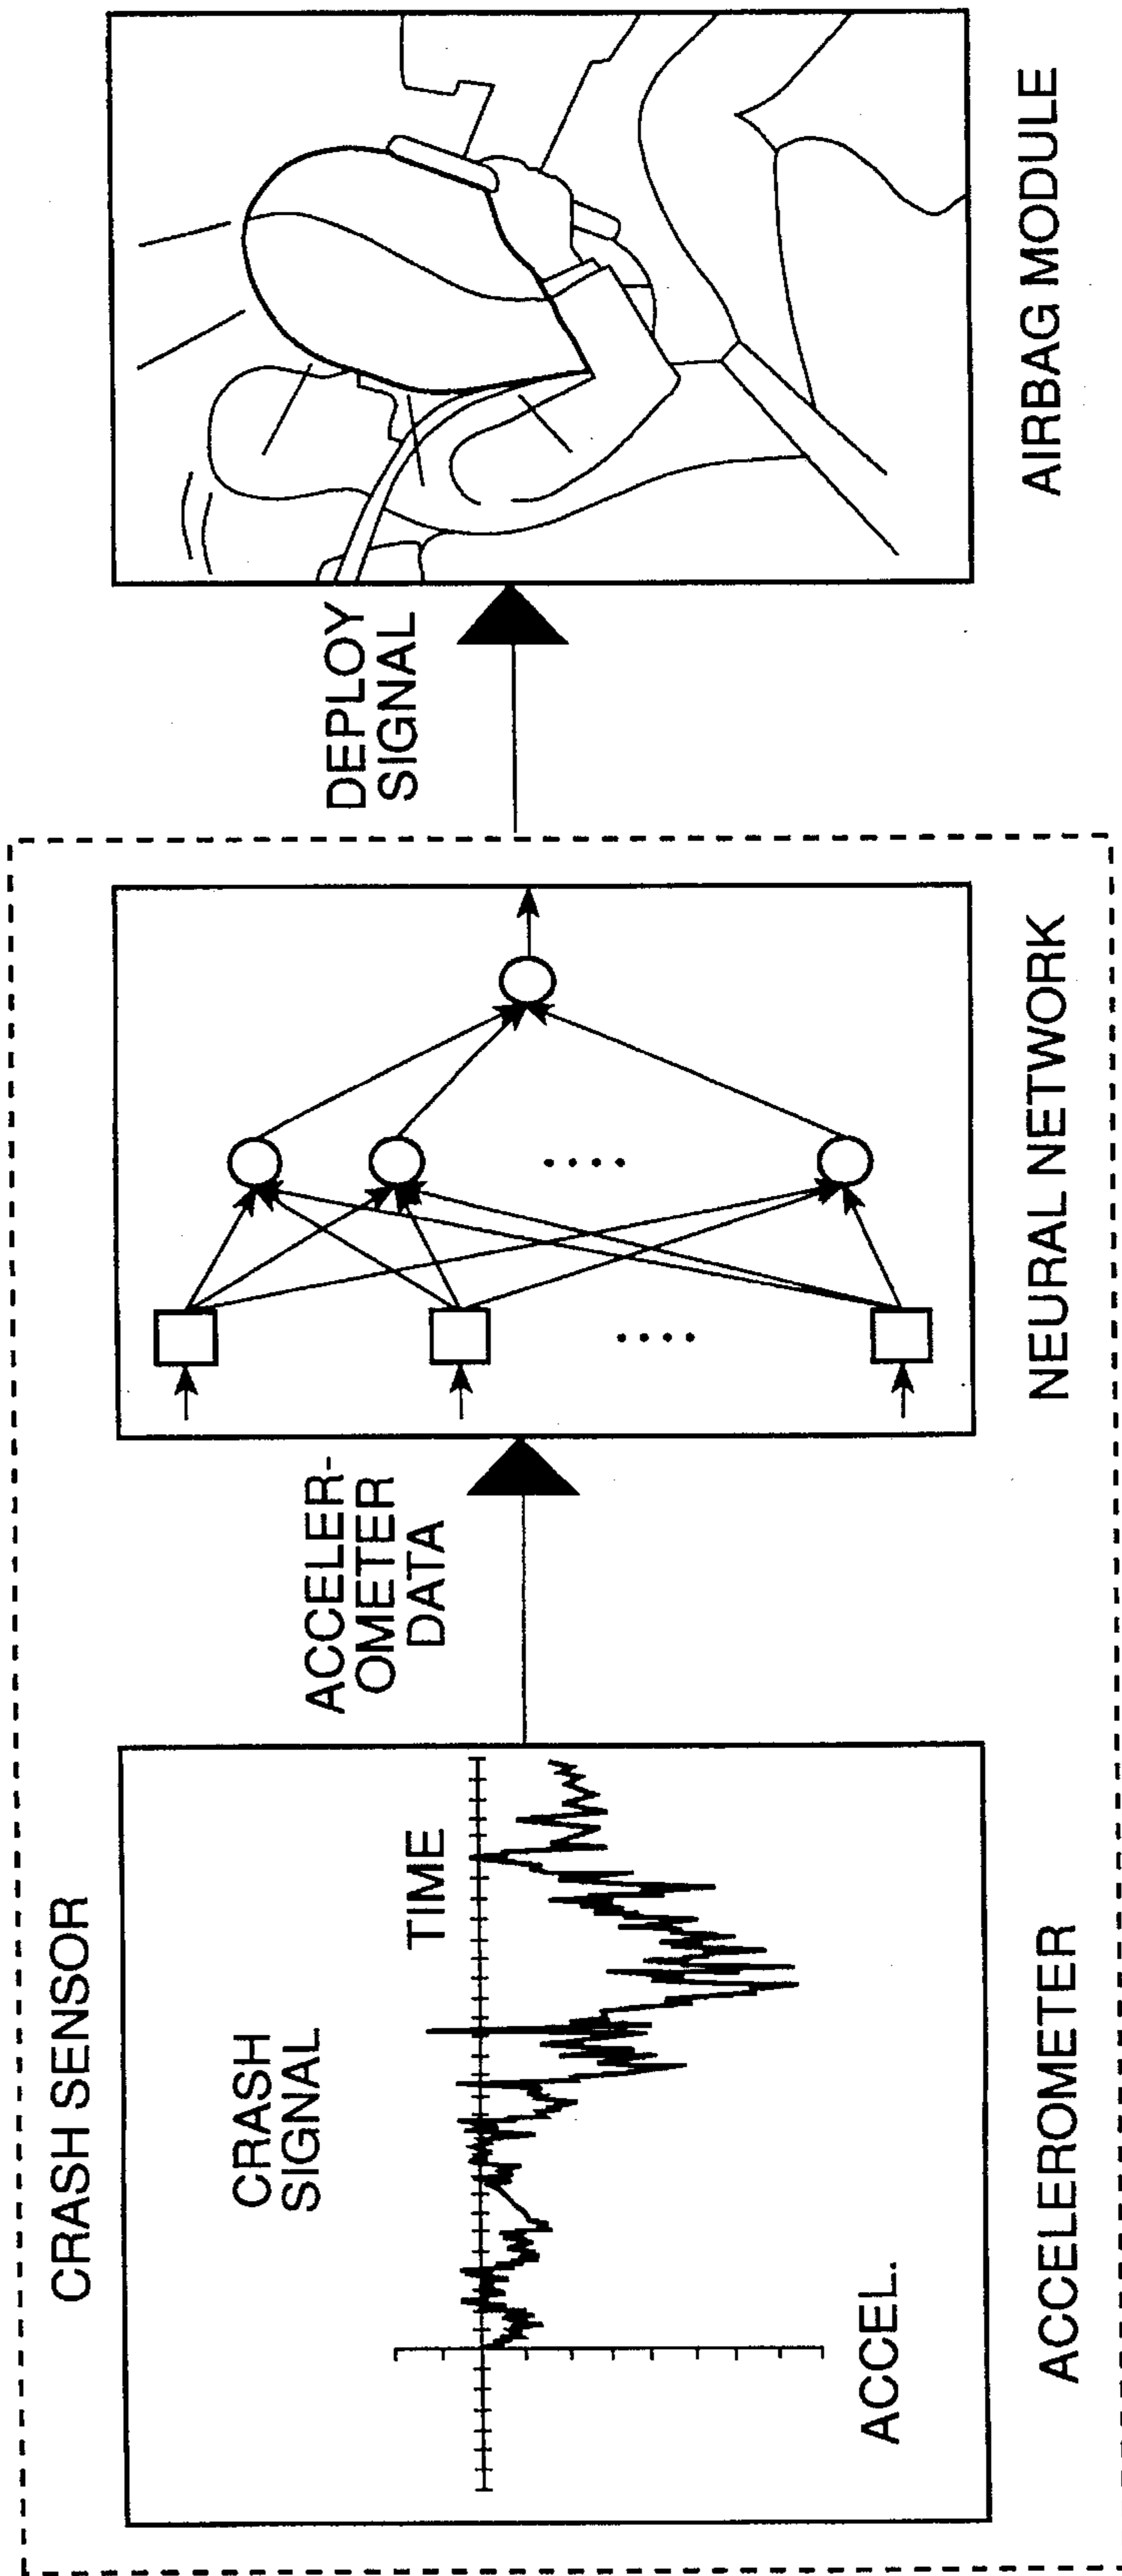 CRASH SENSOR
CRASH
SIGNAL
TIME
ACCEL.
ACCELEROMETER
ACCELER-
OMETER
DATA
NEURAL NETWORK
DEPLOY
SIGNAL
AIRBAG MODULE